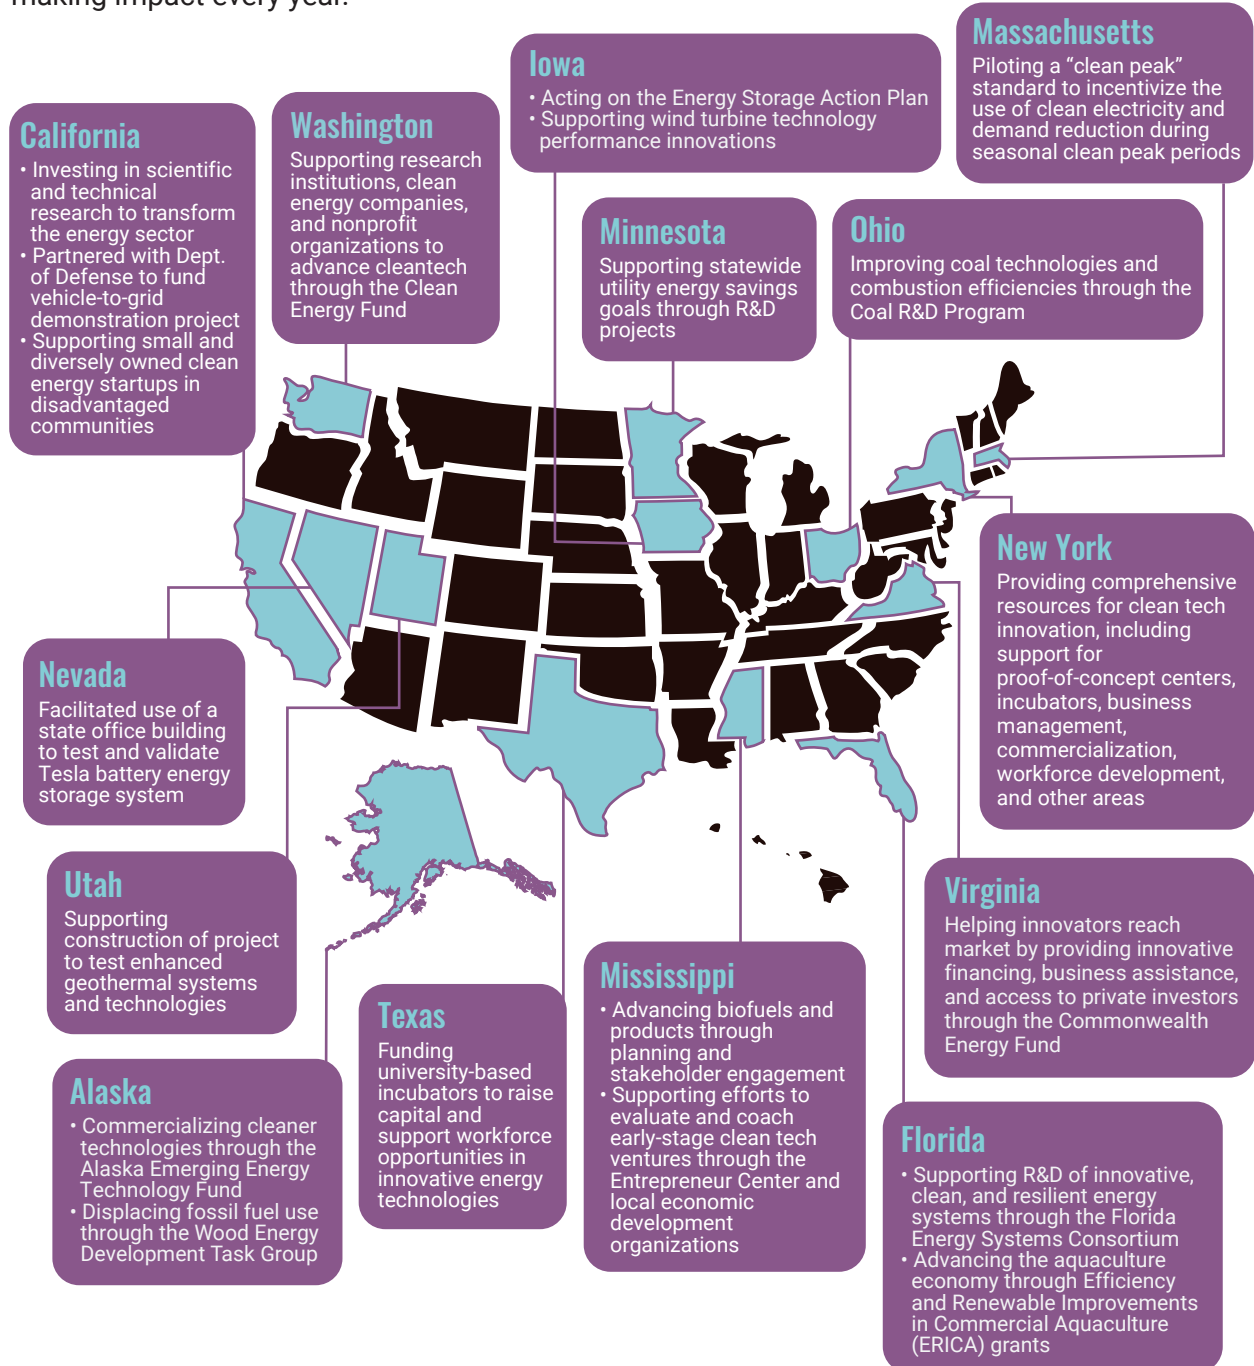 making impact every year.
California
• Investing in scientific
and technical
research to transform
the energy sector
• Partnered with Dept.
of Defense to fund
vehicle-to-grid
demonstration project
• Supporting small and
diversely owned clean
energy startups in
disadvantaged
communities
Washington
Supporting research
institutions, clean
energy companies,
and nonprofit
organizations to
advance cleantech
through the Clean
Energy Fund
Iowa
• Acting on the Energy Storage Action Plan
• Supporting wind turbine technology
performance innovations
Massachusetts
Piloting a “clean peak”
standard to incentivize the
use of clean electricity and
demand reduction during
seasonal clean peak periods
Minnesota
Supporting statewide
utility energy savings
goals through R&D
projects
Ohio
Improving coal technologies and
combustion efficiencies through the
Coal R&D Program
New York
Providing comprehensive
resources for clean tech
innovation, including
support for
proof-of-concept centers,
incubators, business
management,
commercialization,
workforce development,
and other areas
Nevada
Facilitated use of a
state office building
to test and validate
Tesla battery energy
storage system
Utah
Supporting
construction of project
to test enhanced
geothermal systems
and technologies
Alaska
• Commercializing cleaner
technologies through the
Alaska Emerging Energy
Technology Fund
• Displacing fossil fuel use
through the Wood Energy
Development Task Group
Texas
Funding
university-based
incubators to raise
capital and
support workforce
opportunities in
innovative energy
technologies
Mississippi
• Advancing biofuels and
products through
planning and
stakeholder engagement
• Supporting efforts to
evaluate and coach
early-stage clean tech
ventures through the
Entrepreneur Center and
local economic
development
organizations
Virginia
Helping innovators reach
market by providing innovative
financing, business assistance,
and access to private investors
through the Commonwealth
Energy Fund
Florida
• Supporting R&D of innovative,
clean, and resilient energy
systems through the Florida
Energy Systems Consortium
• Advancing the aquaculture
economy through Efficiency
and Renewable Improvements
in Commercial Aquaculture
(ERICA) grants